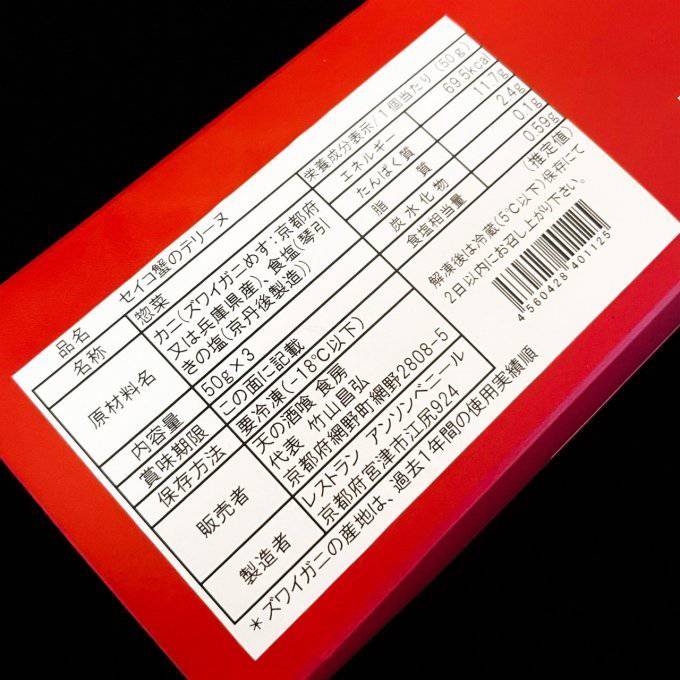 品名 セイコ蟹のテリーヌ
名称 惣菜
原材料名 カニ(ズワイガニめす:京都府
又は兵庫県産)、食塩(琴引
きの塩(京丹後製造))
内容量 50g×3
賞味期限 この面に記載
保存方法 要冷凍(-18℃以下)
販売者 天の酒喰 食房
代表 竹山昌弘
京都府京丹後市網野町網野2808-5
製造者 レストラン アンソンベニール
京都府宮津市江尻924
*ズワイガニの産地は、過去1年間の使用実績順
栄養成分表示/1個当たり(50g)
エネルギー 69.5kcal
たんぱく質 11.7g
脂質 2.4g
炭水化物 0.1g
食塩相当量 0.59g
(推定値)
解凍後は冷蔵(5℃以下)保存にて
2日以内にお召し上がり下さい。
4560428401125